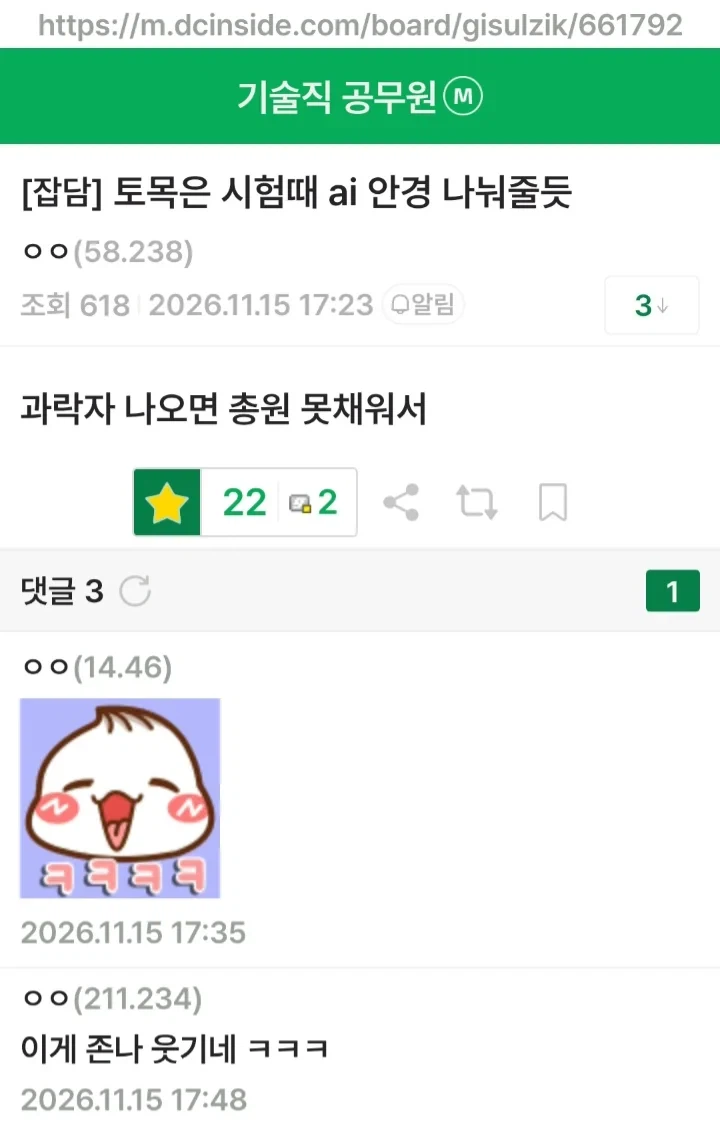 https://m.dcinside.com/board/gisulzik/661792
기술직 공무원 M
[잡담] 토목은 시험때 ai 안경 나눠줄듯
ㅇㅇ(58.238)
조회 618 2026.11.15 17:23 알림 3↓
과락자 나오면 총원 못채워서
22 2
댓글 3 1
ㅇㅇ(14.46)
ㅋㅋㅋㅋ
2026.11.15 17:35
ㅇㅇ(211.234)
이게 존나 웃기네 ㅋㅋㅋ
2026.11.15 17:48